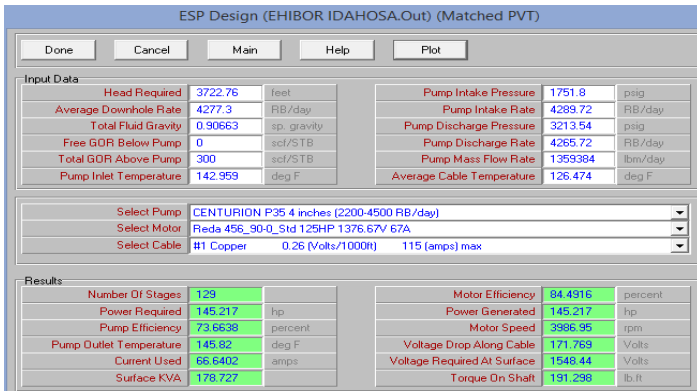 ESP Design (EHIBOR IDAHOSA.Out) (Matched PVT)
Done Cancel Main Help Plot
Input Data
Head Required 3722.76 feet Pump Intake Pressure 1751.8 psig
Average Downhole Rate 4277.3 RB/day Pump Intake Rate 4289.72 RB/day
Total Fluid Gravity 0.90663 sp. gravity Pump Discharge Pressure 3213.54 psig
Free GOR Below Pump 0 scf/STB Pump Discharge Rate 4265.72 RB/day
Total GOR Above Pump 300 scf/STB Pump Mass Flow Rate 1359384 lbm/day
Pump Inlet Temperature 142.959 deg F Average Cable Temperature 126.474 deg F
Select Pump CENTURION P35 4 inches (2200-4500 RB/day)
Select Motor Reda 456_90-0_Std 125HP 1376.67V 67A
Select Cable #1 Copper 0.26 (Volts/1000ft) 115 (amps) max
Results
Number Of Stages 129 Motor Efficiency 84.4916 percent
Power Required 145.217 hp Power Generated 145.217 hp
Pump Efficiency 73.6638 percent Motor Speed 3986.95 rpm
Pump Outlet Temperature 145.82 deg F Voltage Drop Along Cable 171.769 Volts
Current Used 66.6402 amps Voltage Required At Surface 1548.44 Volts
Surface KVA 178.727 Torque On Shaft 191.298 lb.ft